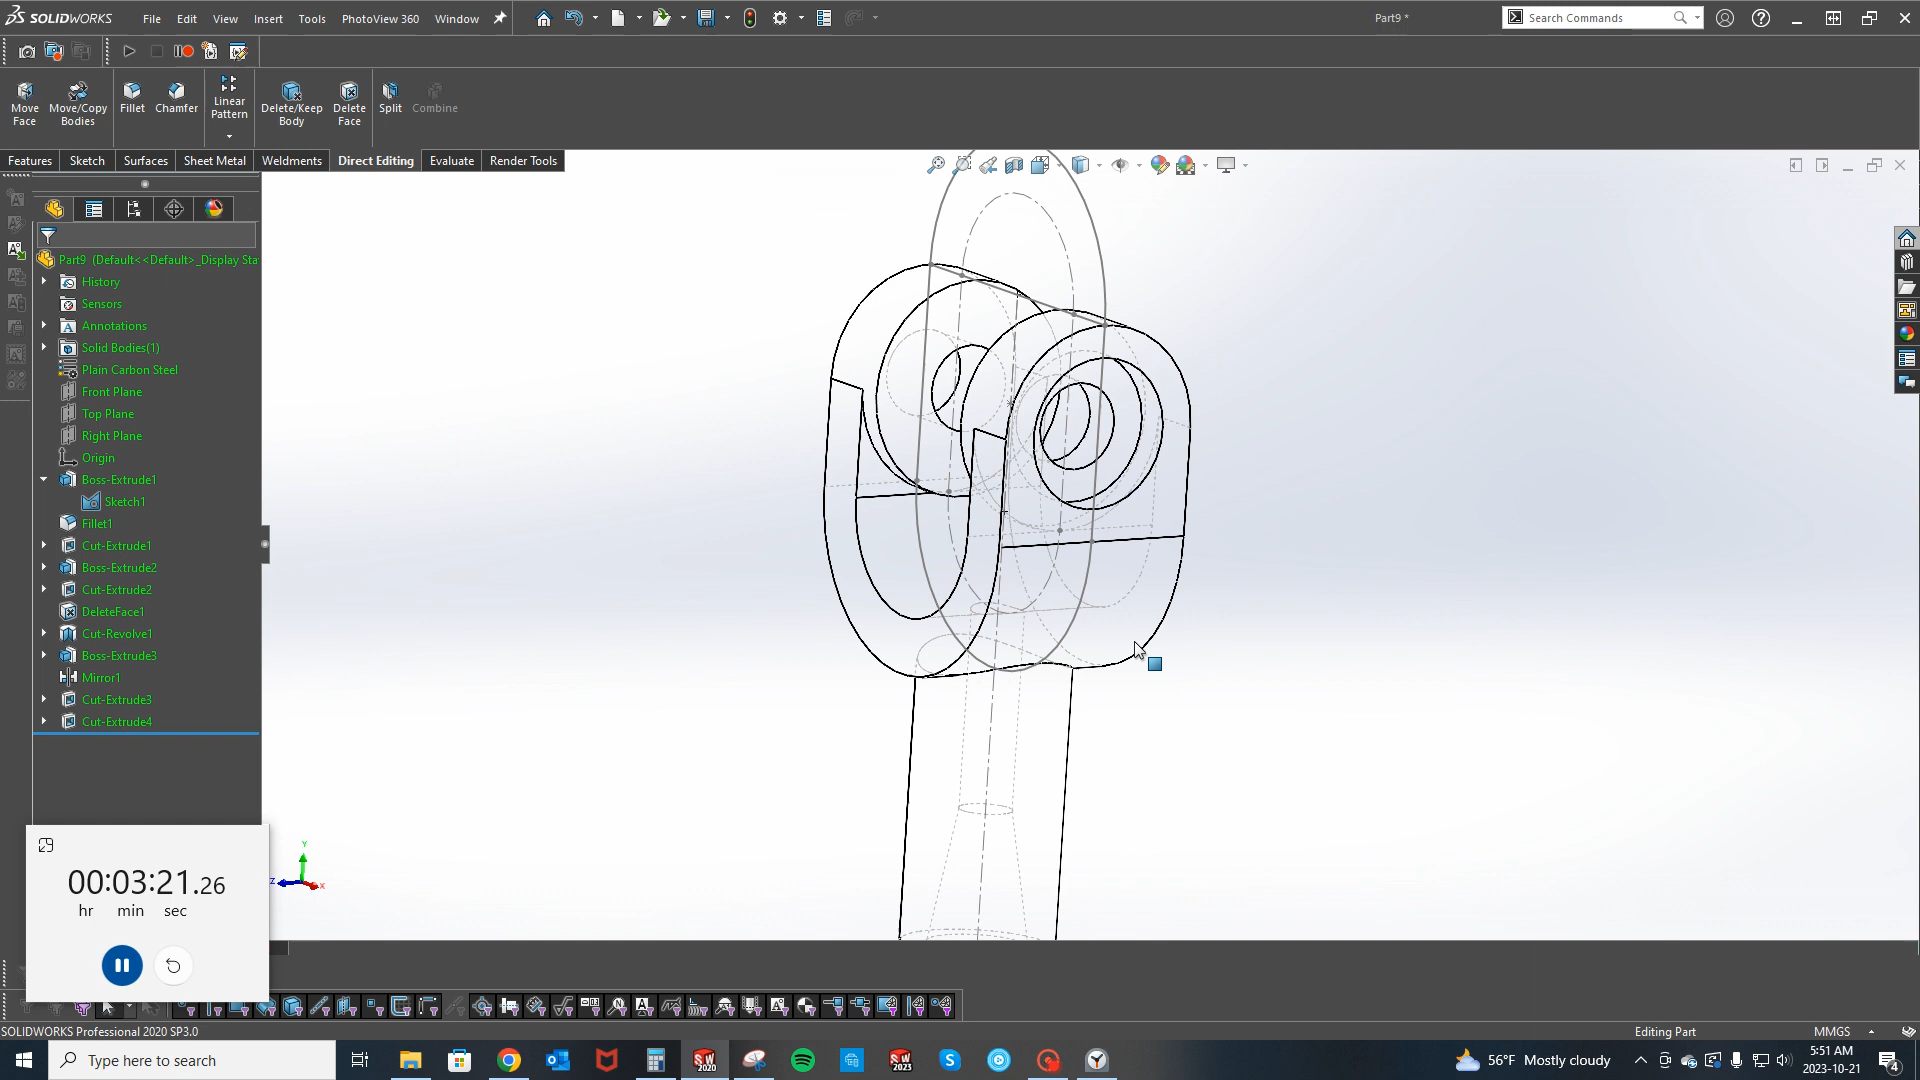 SOLIDWORKS File Edit View Insert Tools PhotoView 360 Window Part9 * Search Commands
Move Face Move/Copy Bodies Fillet Chamfer Linear Pattern Delete/Keep Body Delete Face Split Combine
Features Sketch Surfaces Sheet Metal Weldments Direct Editing Evaluate Render Tools
Part9 (Default<<Default>_Display Sta
History
Sensors
Annotations
Solid Bodies(1)
Plain Carbon Steel
Front Plane
Top Plane
Right Plane
Origin
Boss-Extrude1
Sketch1
Fillet1
Cut-Extrude1
Boss-Extrude2
Cut-Extrude2
DeleteFace1
Cut-Revolve1
Boss-Extrude3
Mirror1
Cut-Extrude3
Cut-Extrude4
00:03:21.26
hr min sec
Y
Z
X
SOLIDWORKS Professional 2020 SP3.0 Editing Part MMGS
Type here to search 56°F Mostly cloudy 5:51 AM
2023-10-21
SW 2020
SW 2023
4